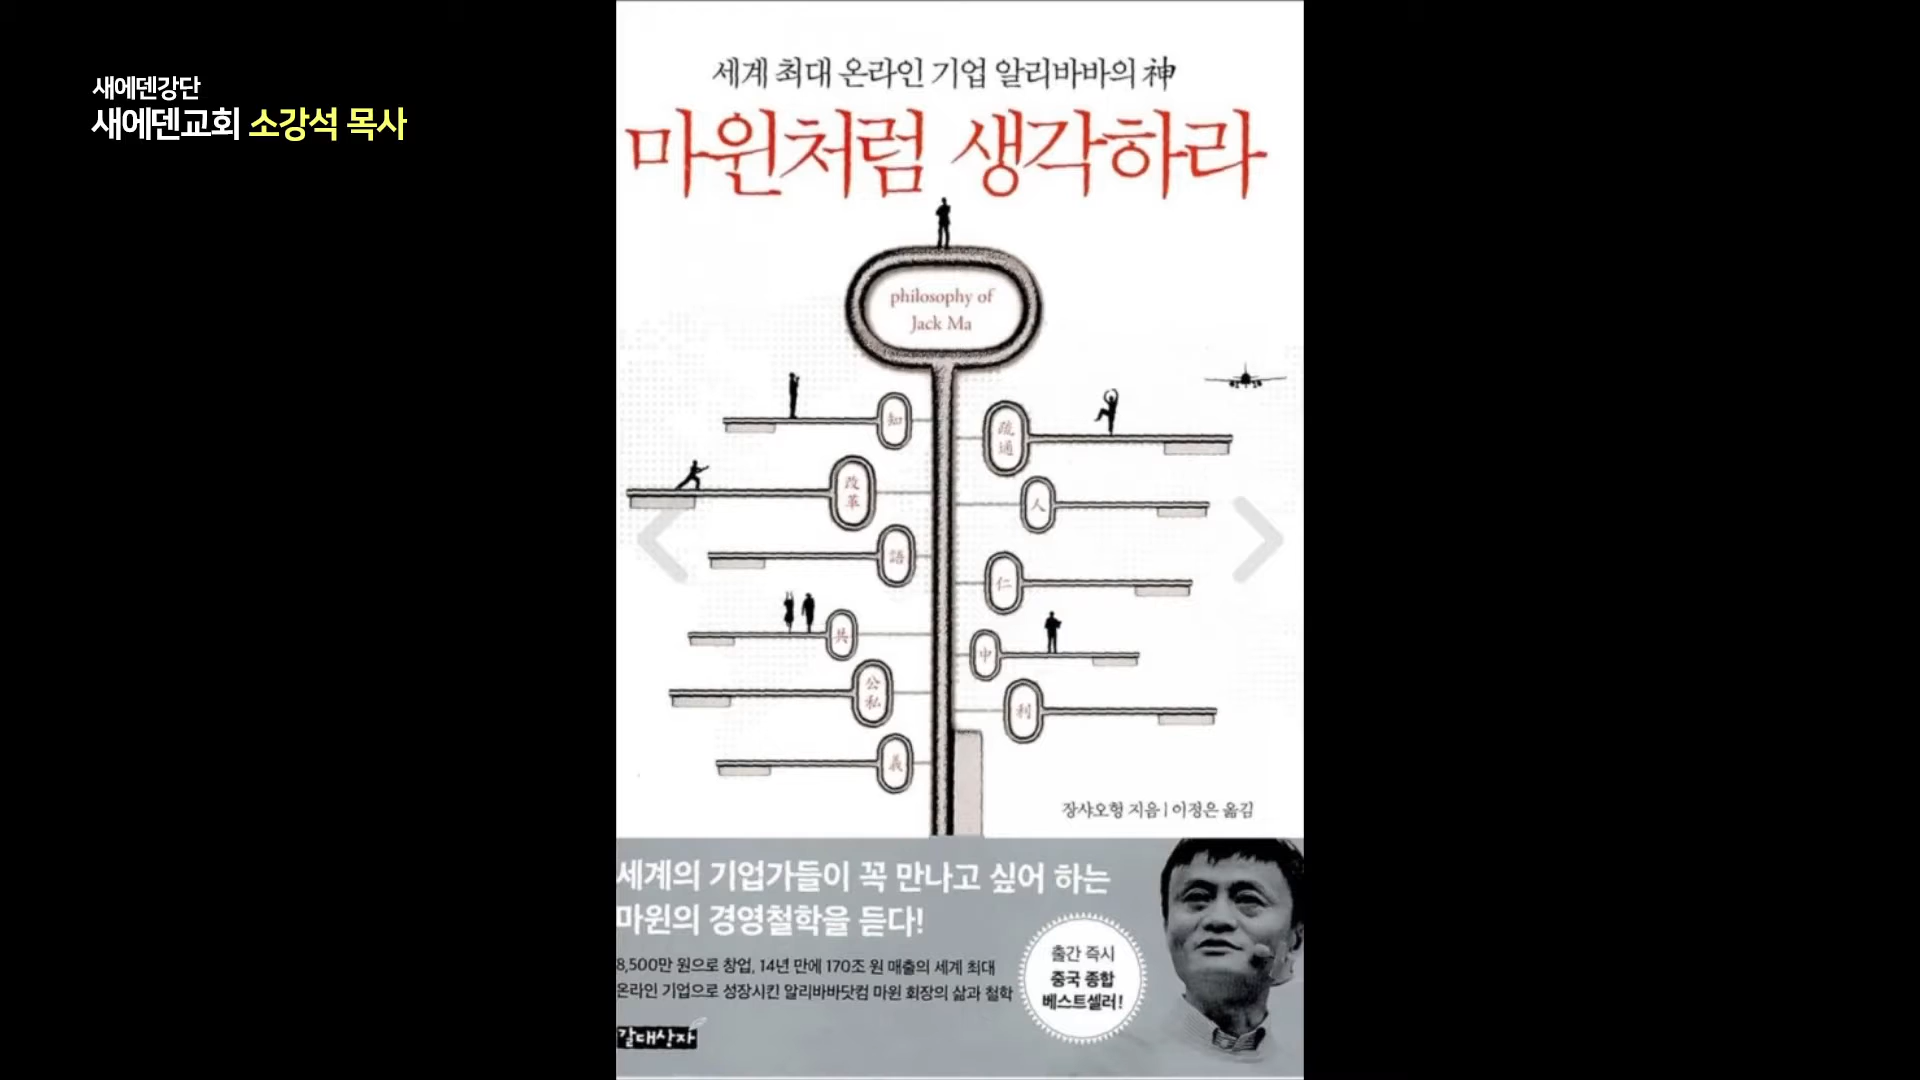 새에덴강단
새에덴교회 소강석 목사
세계 최대 온라인 기업 알리바바의 神
마윈처럼 생각하라
philosophy of
Jack Ma
知
疏
通
改
革
人
語
仁
共
中
公
私
利
義
장샤오헝 지음 | 이정은 옮김
세계의 기업가들이 꼭 만나고 싶어 하는
마윈의 경영철학을 듣다!
8,500만 원으로 창업, 14년 만에 170조 원 매출의 세계 최대
온라인 기업으로 성장시킨 알리바바닷컴 마윈 회장의 삶과 철학
출간 즉시
중국 종합
베스트셀러!
갈대상자